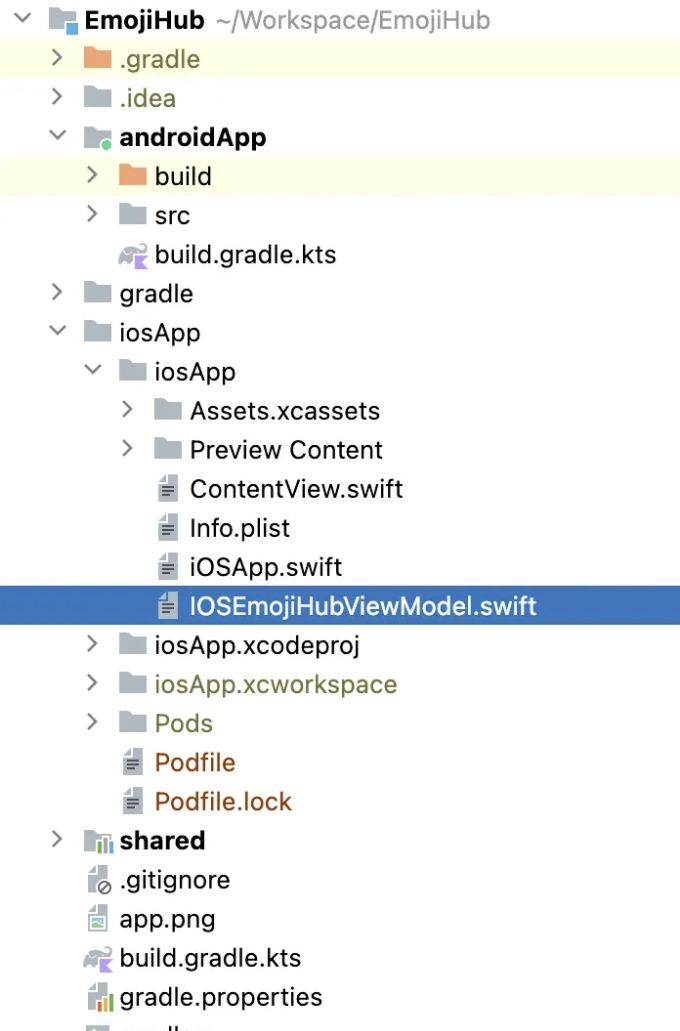 EmojiHub ~/Workspace/EmojiHub
.gradle
.idea
androidApp
build
src
build.gradle.kts
gradle
iosApp
iosApp
Assets.xcassets
Preview Content
ContentView.swift
Info.plist
iOSApp.swift
IOSEmojiHubViewModel.swift
iosApp.xcodeproj
iosApp.xcworkspace
Pods
Podfile
Podfile.lock
shared
.gitignore
app.png
build.gradle.kts
gradle.properties